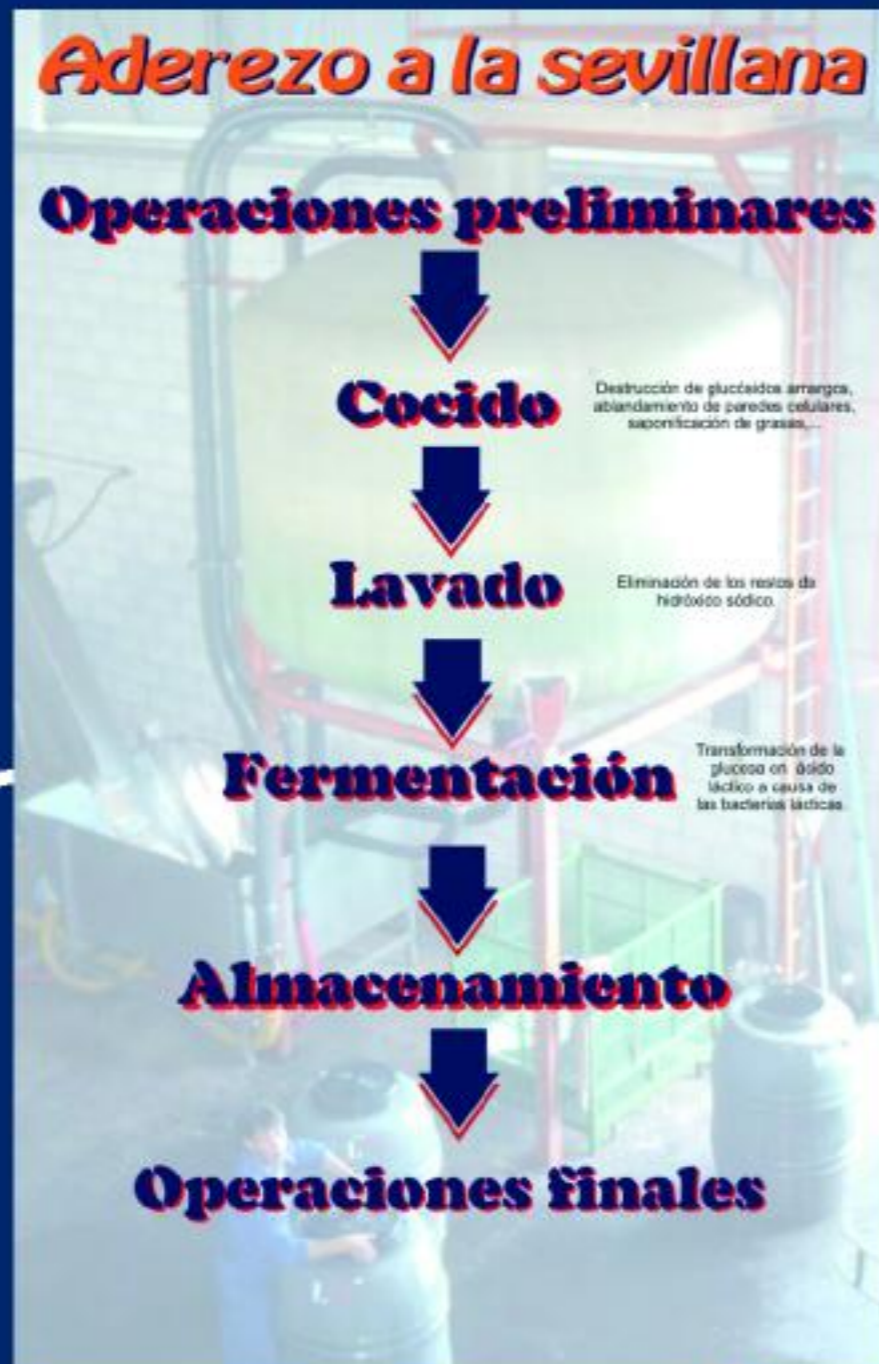 Aderezo a la sevillana
Operaciones preliminares
Cocido
Destrucción de glucósidos amargos,
ablandamiento de paredes celulares,
saponificación de grasas,...
Lavado
Eliminación de los restos de
hidróxico sódico.
Fermentación
Transformación de la
glucosa en ácido
láctico a causa de
las bacterias lácticas
Almacenamiento
Operaciones finales